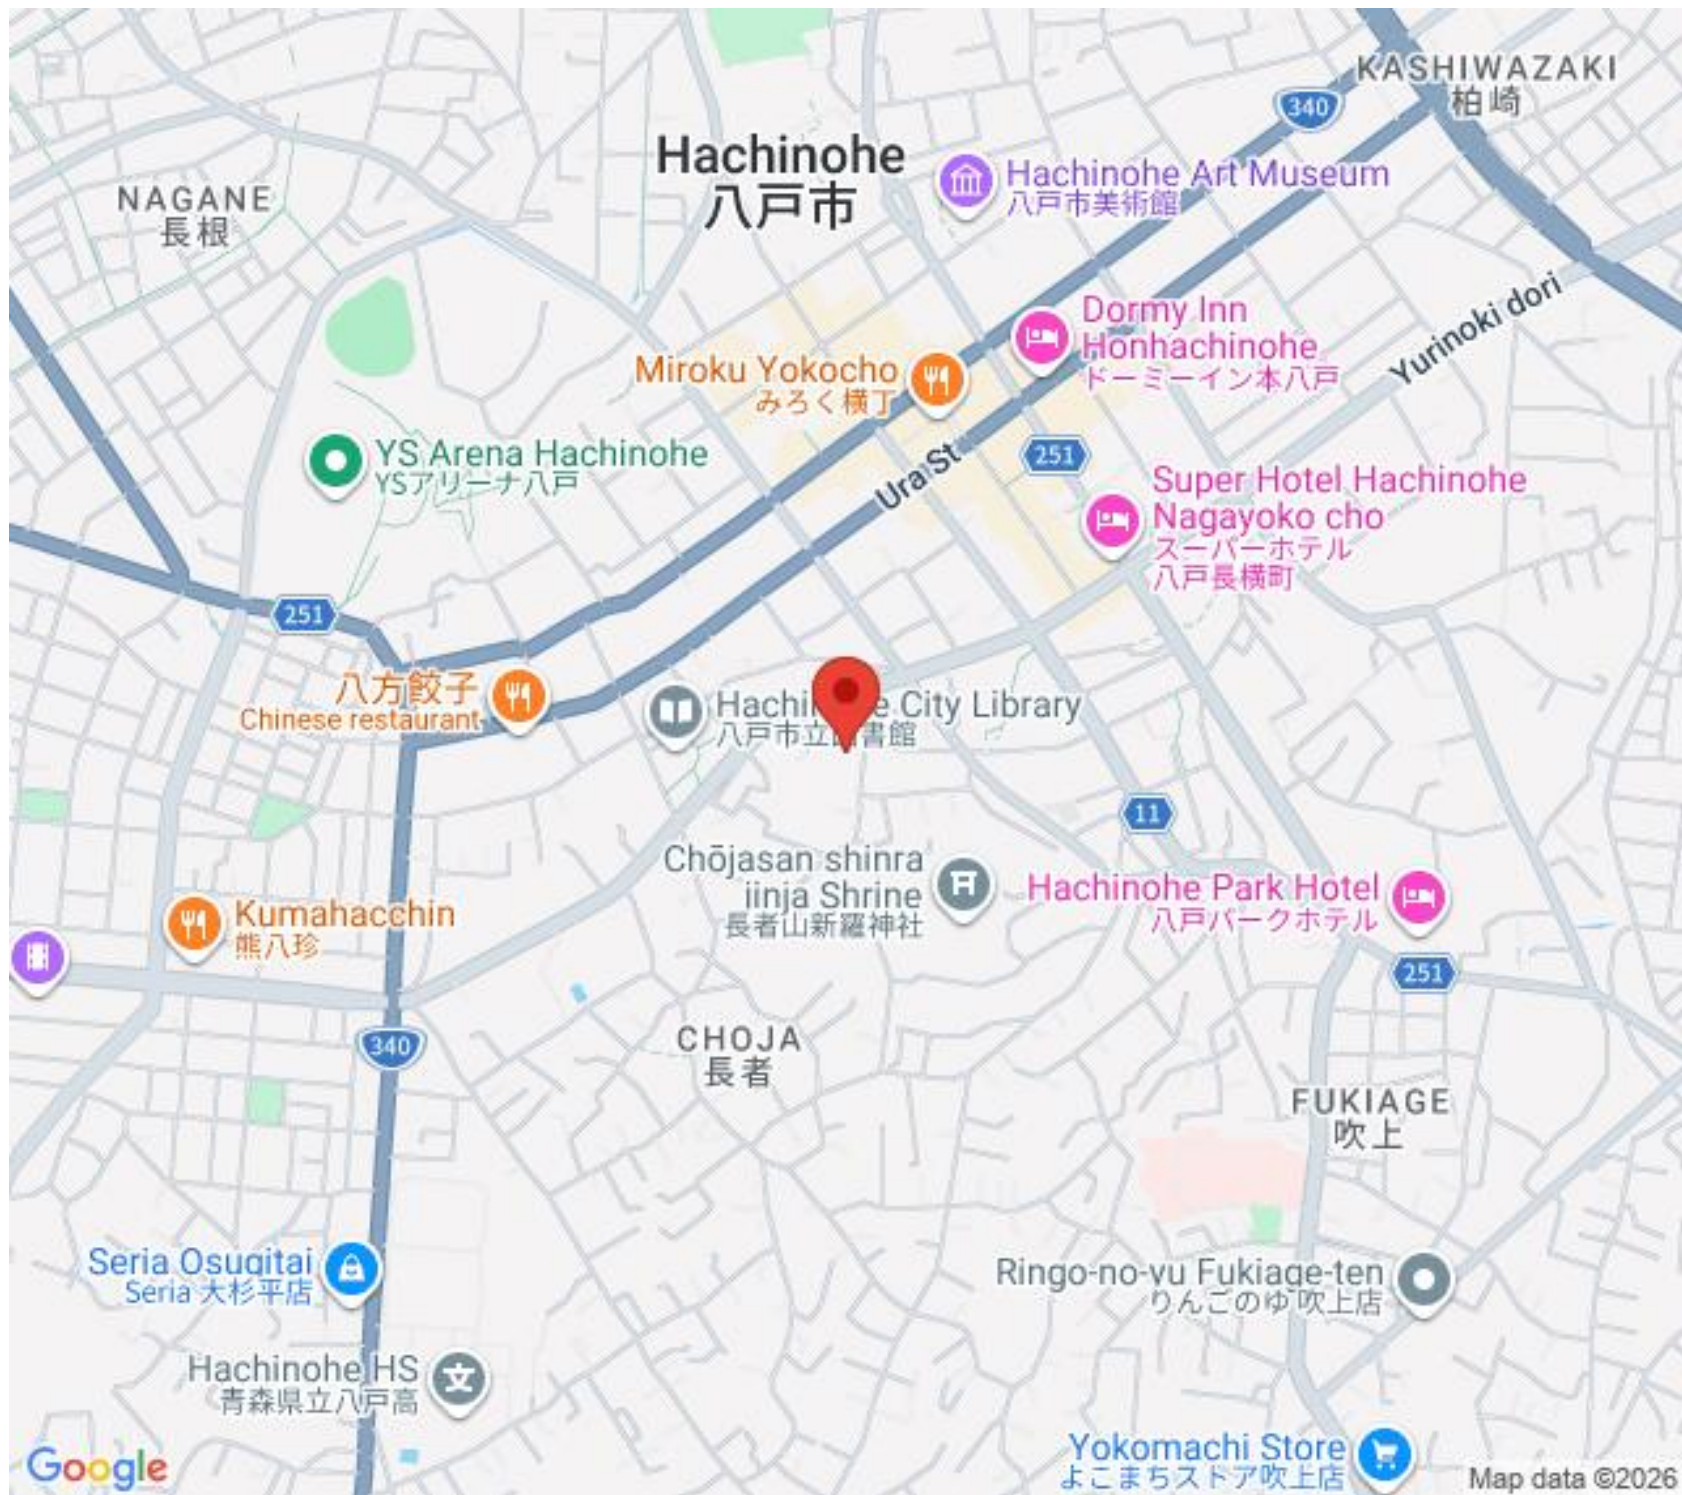 KASHIWAZAKI
柏崎
340
Hachinohe
八戸市
Hachinohe Art Museum
八戸市美術館
NAGANE
長根
Dormy Inn
Honhachinohe
ドーミーイン本八戸
Yurinoki dori
Miroku Yokocho
みろく横丁
YS Arena Hachinohe
YSアリーナ八戸
Ura St
251
Super Hotel Hachinohe
Nagayoko cho
スーパーホテル
八戸長横町
251
八方餃子
Chinese restaurant
Hachi e City Library
八戸市立 書館
11
Chōjasan shinra
jinja Shrine
長者山新羅神社
Hachinohe Park Hotel
八戸パークホテル
Kumahacchin
熊八珍
251
340
CHOJA
長者
FUKIAGE
吹上
Seria Osugitai
Seria 大杉平店
Ringo-no-yu Fukiage-ten
りんごのゆ 吹上店
Hachinohe HS
青森県立八戸高
Yokomachi Store
よこまちストア吹上店
Google
Map data ©2026